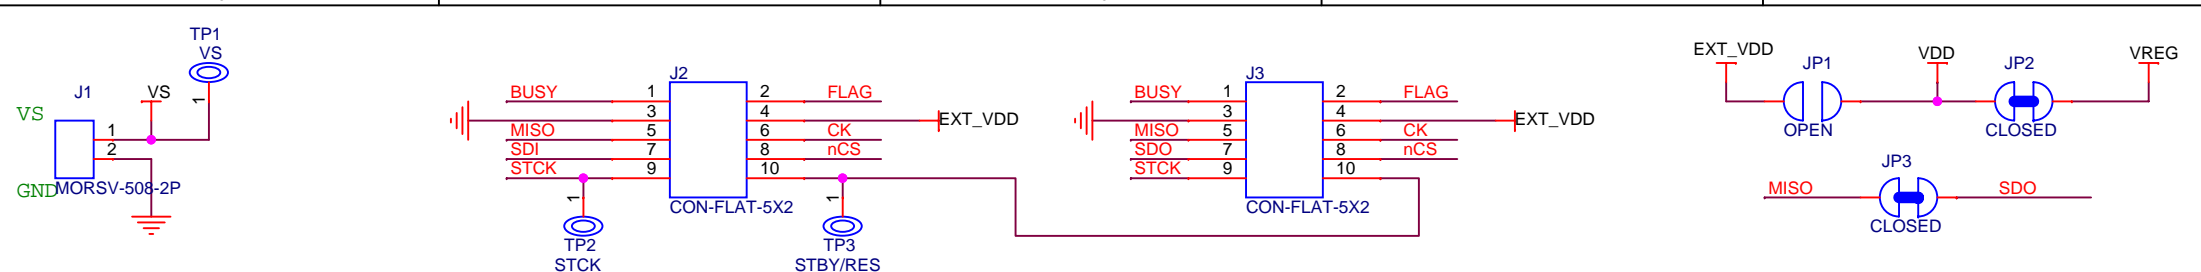 TP1
VS
J1
VS
VS
1
1
2
GND
MORSV-508-2P
J2
BUSY 1 2 FLAG
3 4 EXT_VDD
MISO 5 6 CK
SDI 7 8 nCS
STCK 9 10
CON-FLAT-5X2
1
TP2
STCK
1
TP3
STBY/RES
J3
BUSY 1 2 FLAG
3 4 EXT_VDD
MISO 5 6 CK
SDO 7 8 nCS
STCK 9 10
CON-FLAT-5X2
EXT_VDD
JP1
OPEN
VDD
JP2
CLOSED
VREG
JP3
MISO SDO
CLOSED